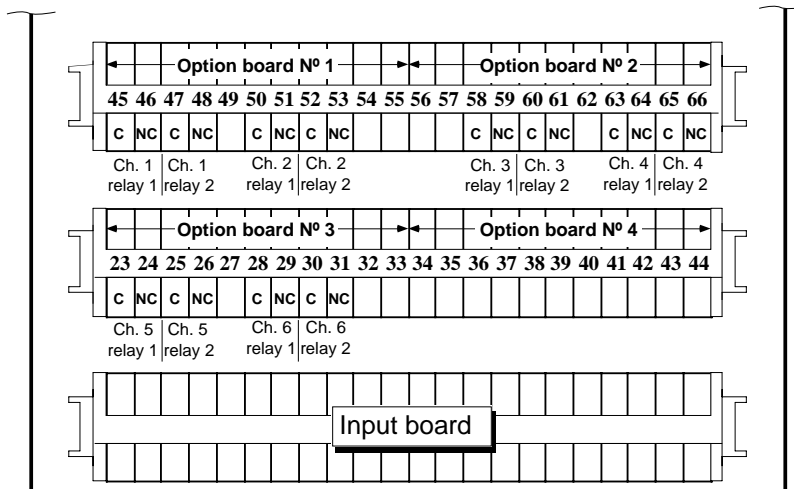 Option board Nº 1 Option board Nº 2
45 46 47 48 49 50 51 52 53 54 55 56 57 58 59 60 61 62 63 64 65 66
C NC C NC C NC C NC C NC C NC C NC C NC
Ch. 1 Ch. 1 Ch. 2 Ch. 2 Ch. 3 Ch. 3 Ch. 4 Ch. 4
relay 1 relay 2 relay 1 relay 2 relay 1 relay 2 relay 1 relay 2
Option board Nº 3 Option board Nº 4
23 24 25 26 27 28 29 30 31 32 33 34 35 36 37 38 39 40 41 42 43 44
C NC C NC C NC C NC
Ch. 5 Ch. 5 Ch. 6 Ch. 6
relay 1 relay 2 relay 1 relay 2
Input board